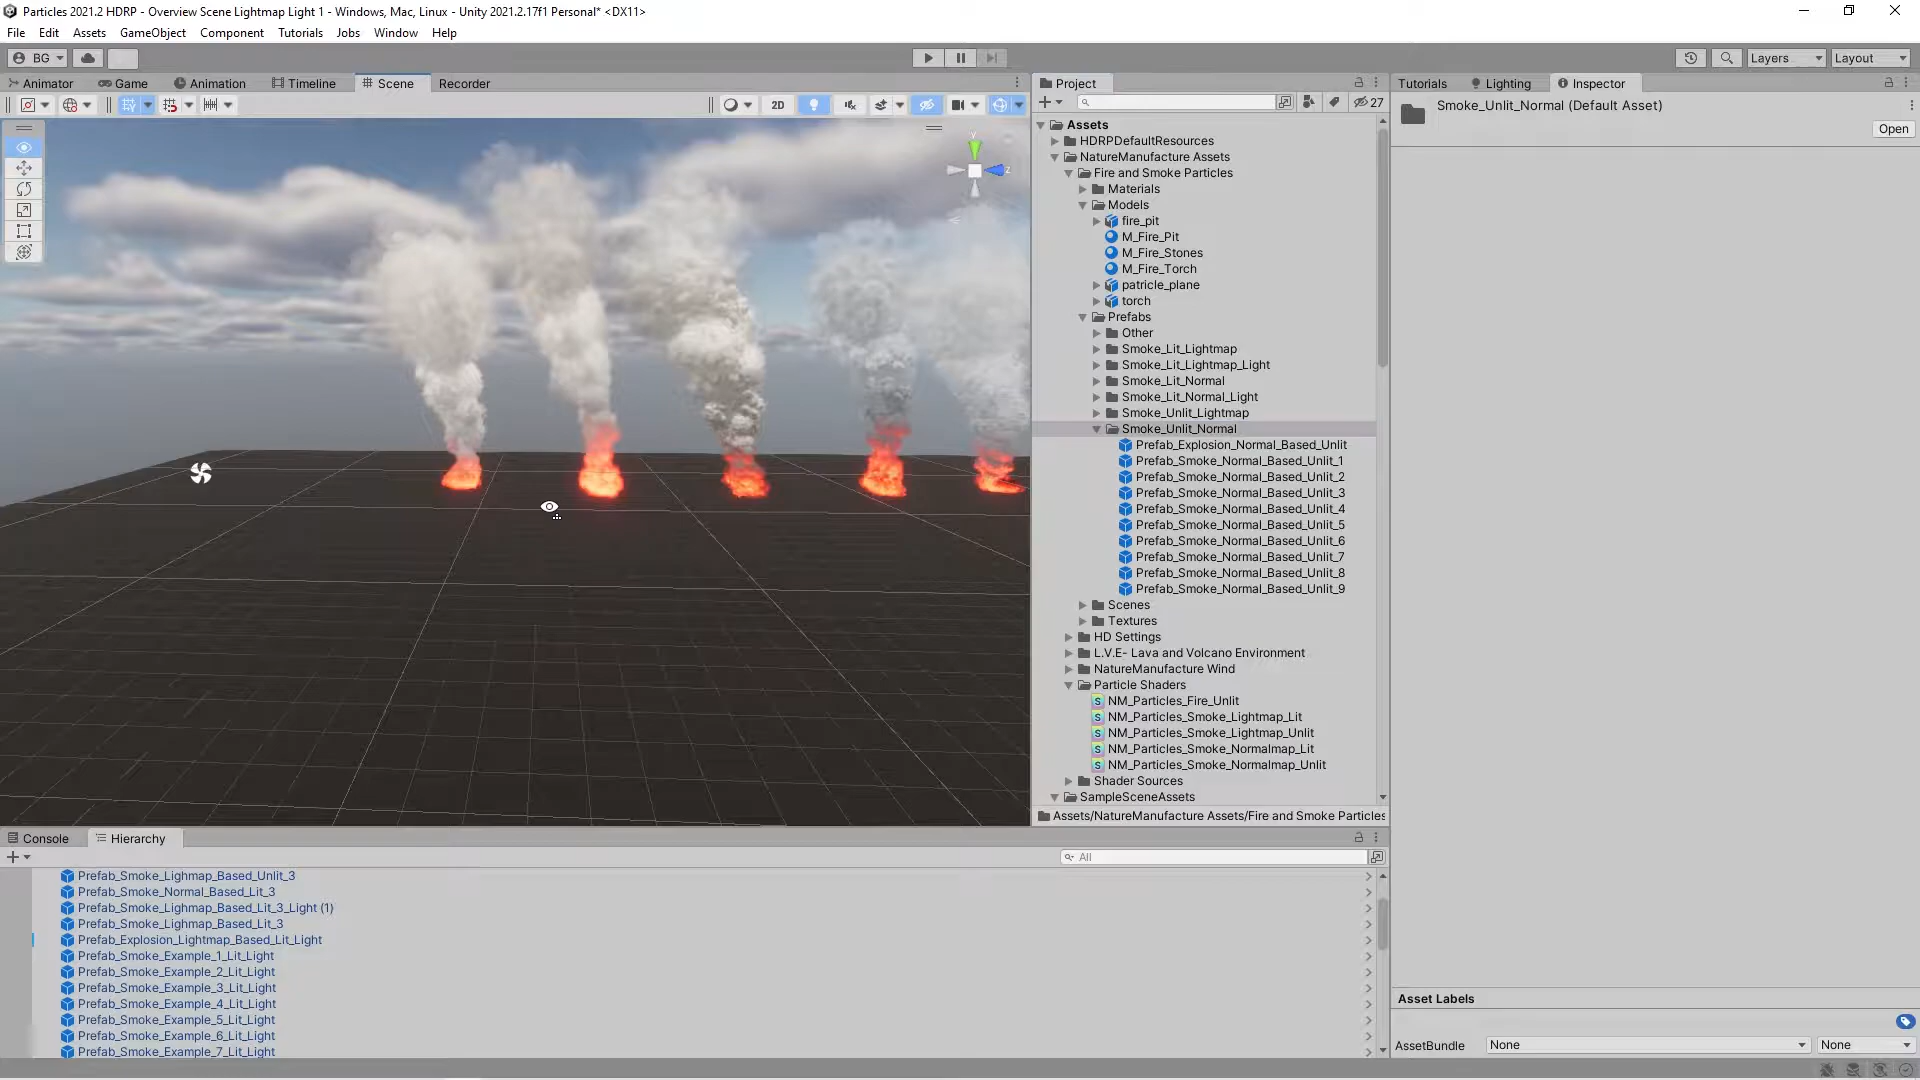 Particles 2021.2 HDRP - Overview Scene Lightmap Light 1 - Windows, Mac, Linux - Unity 2021.2.17f1 Personal* <DX11>
File Edit Assets GameObject Component Tutorials Jobs Window Help
BG Layers Layout
Animator Game Animation Timeline Scene Recorder
2D
Y
Z
Project
27
Assets
HDRPDefaultResources
NatureManufacture Assets
Fire and Smoke Particles
Materials
Models
fire_pit
M_Fire_Pit
M_Fire_Stones
M_Fire_Torch
patricle_plane
torch
Prefabs
Other
Smoke_Lit_Lightmap
Smoke_Lit_Lightmap_Light
Smoke_Lit_Normal
Smoke_Lit_Normal_Light
Smoke_Unlit_Lightmap
Smoke_Unlit_Normal
Prefab_Explosion_Normal_Based_Unlit
Prefab_Smoke_Normal_Based_Unlit_1
Prefab_Smoke_Normal_Based_Unlit_2
Prefab_Smoke_Normal_Based_Unlit_3
Prefab_Smoke_Normal_Based_Unlit_4
Prefab_Smoke_Normal_Based_Unlit_5
Prefab_Smoke_Normal_Based_Unlit_6
Prefab_Smoke_Normal_Based_Unlit_7
Prefab_Smoke_Normal_Based_Unlit_8
Prefab_Smoke_Normal_Based_Unlit_9
Scenes
Textures
HD Settings
L.V.E- Lava and Volcano Environment
NatureManufacture Wind
Particle Shaders
NM_Particles_Fire_Unlit
NM_Particles_Smoke_Lightmap_Lit
NM_Particles_Smoke_Lightmap_Unlit
NM_Particles_Smoke_Normalmap_Lit
NM_Particles_Smoke_Normalmap_Unlit
Shader Sources
SampleSceneAssets
Assets/NatureManufacture Assets/Fire and Smoke Particles
Tutorials Lighting Inspector
Smoke_Unlit_Normal (Default Asset)
Open
Asset Labels
AssetBundle None None
Console Hierarchy
All
Prefab_Smoke_Lighmap_Based_Unlit_3
Prefab_Smoke_Normal_Based_Lit_3
Prefab_Smoke_Lighmap_Based_Lit_3_Light (1)
Prefab_Smoke_Lighmap_Based_Lit_3
Prefab_Explosion_Lightmap_Based_Lit_Light
Prefab_Smoke_Example_1_Lit_Light
Prefab_Smoke_Example_2_Lit_Light
Prefab_Smoke_Example_3_Lit_Light
Prefab_Smoke_Example_4_Lit_Light
Prefab_Smoke_Example_5_Lit_Light
Prefab_Smoke_Example_6_Lit_Light
Prefab_Smoke_Example_7_Lit_Light